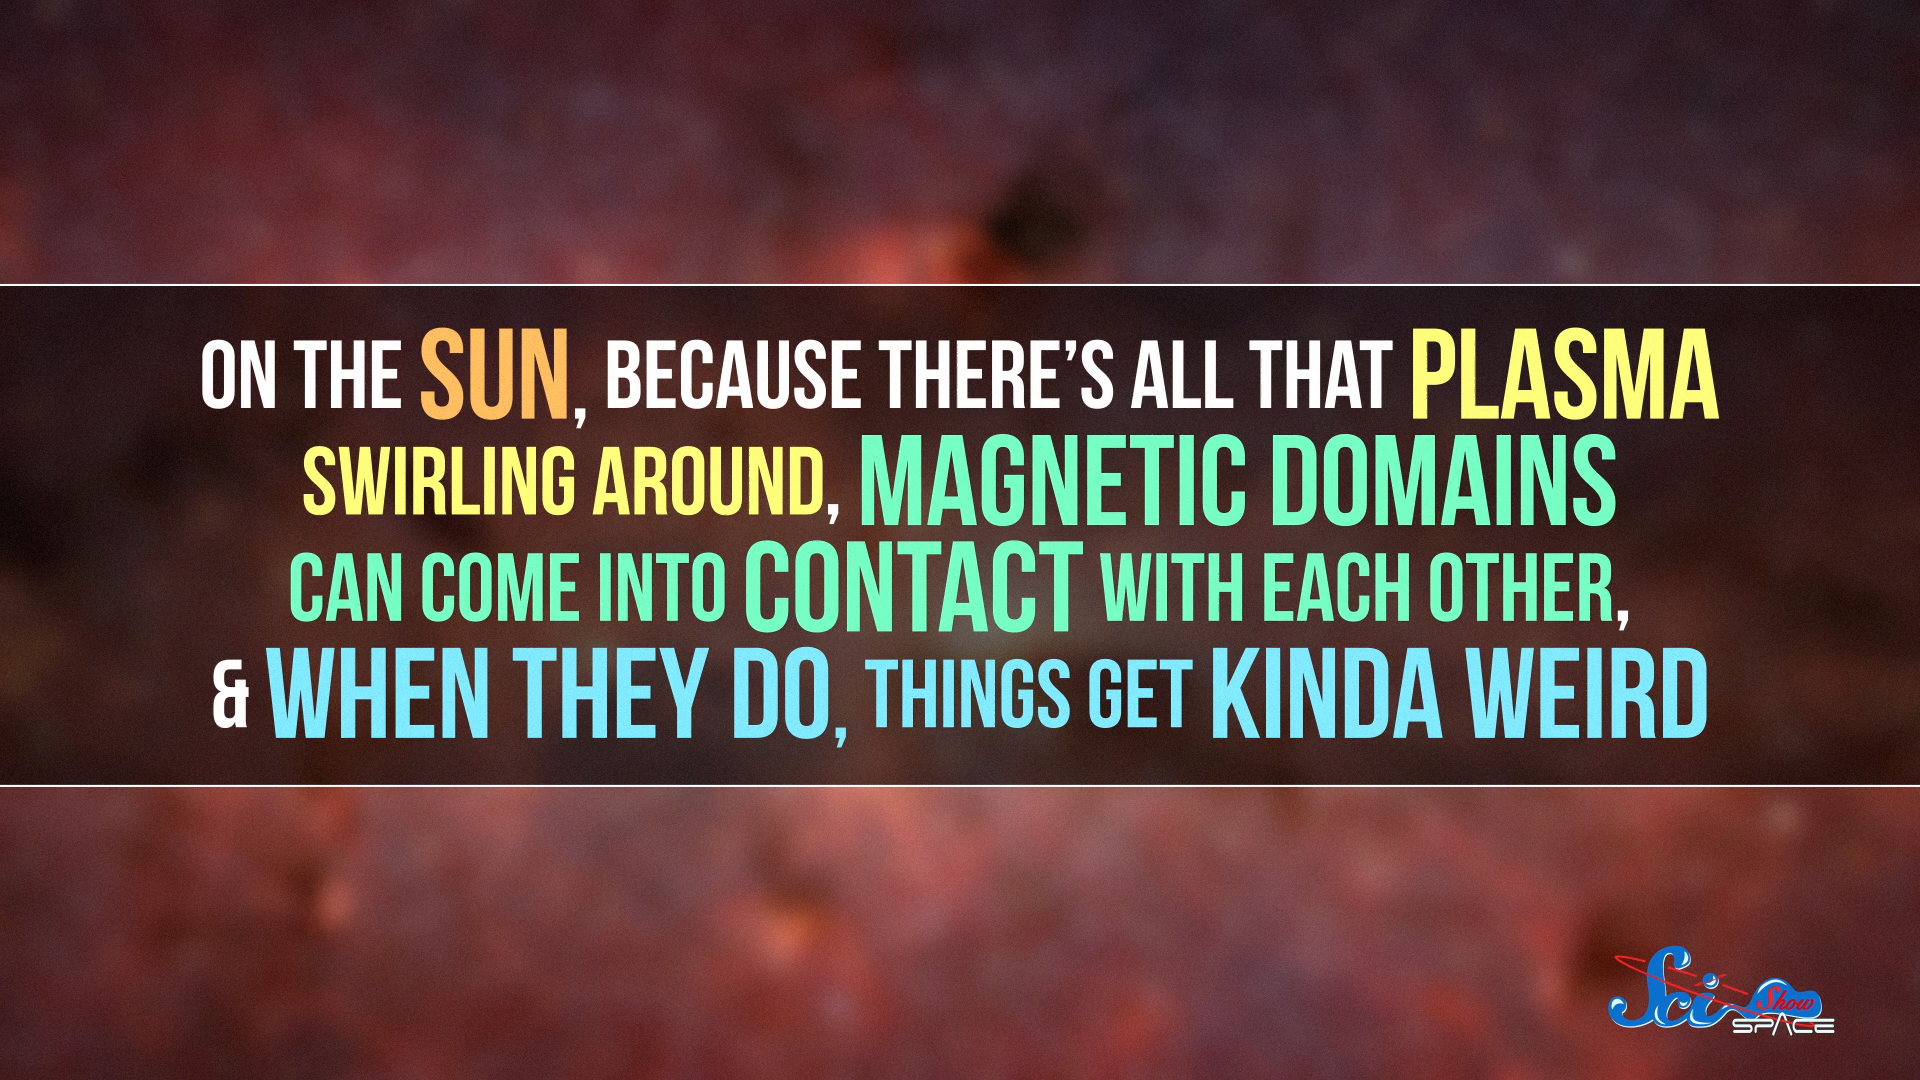 ON THE SUN, BECAUSE THERE’S ALL THAT PLASMA
SWIRLING AROUND, MAGNETIC DOMAINS
CAN COME INTO CONTACT WITH EACH OTHER,
& WHEN THEY DO, THINGS GET KINDA WEIRD
Sci Show
SPACE